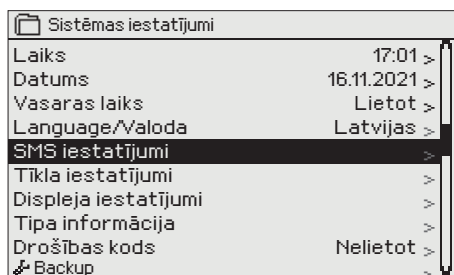 Sistēmas iestatījumi
Laiks 17:01 >
Datums 16.11.2021 >
Vasaras laiks Lietot >
Language/Valoda Latvijas >
SMS iestatījumi >
Tīkla iestatījumi >
Displeja iestatījumi >
Tipa informācija >
Drošības kods Nelietot >
Backup >